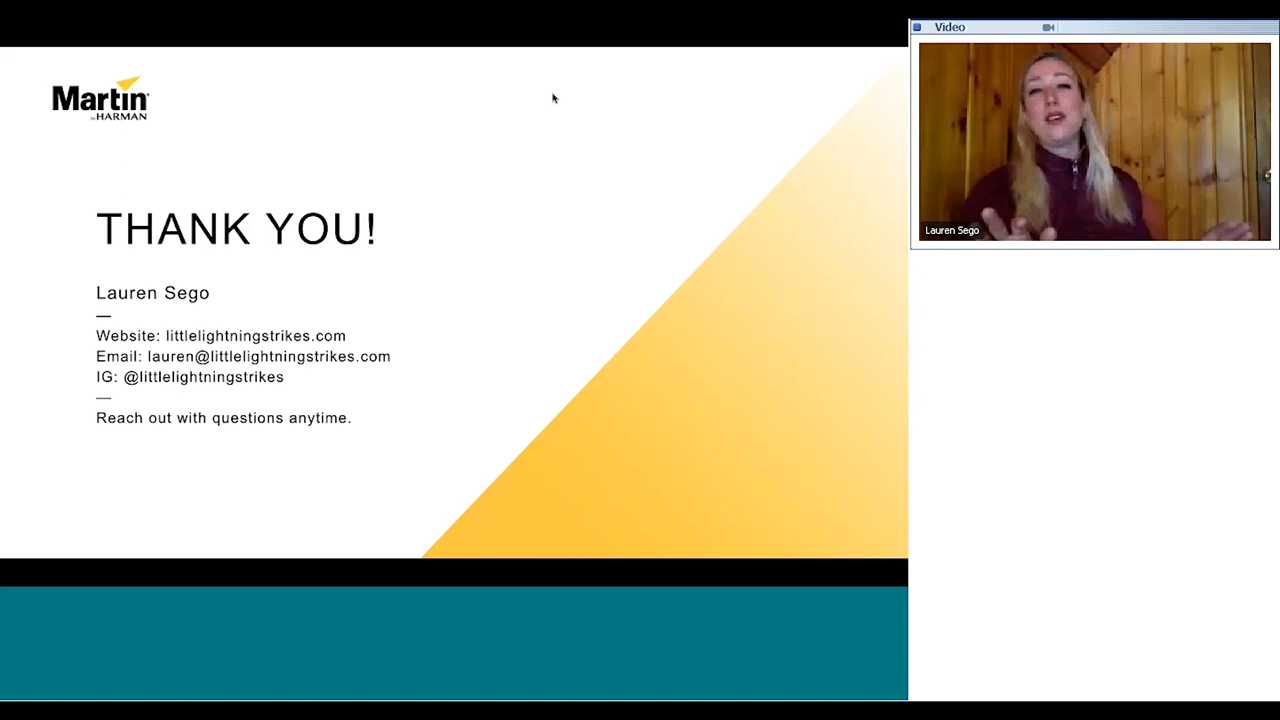 Video
Martin
by HARMAN
THANK YOU!
Lauren Sego
—
Website: littlelightningstrikes.com
Email: lauren@littlelightningstrikes.com
IG: @littlelightningstrikes
—
Reach out with questions anytime.
Lauren Sego